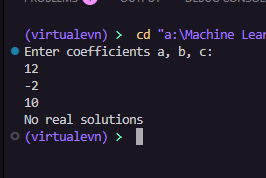 (virtualevn) > cd "a:\Machine Lear
Enter coefficients a, b, c:
12
-2
10
No real solutions
(virtualevn) >